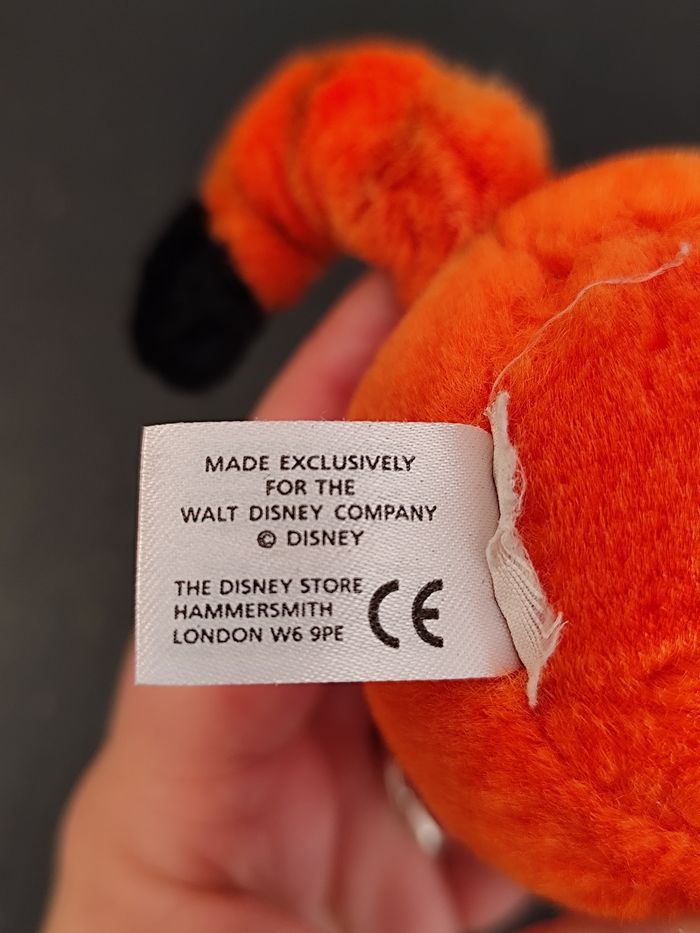 MADE EXCLUSIVELY
FOR THE
WALT DISNEY COMPANY
© DISNEY
THE DISNEY STORE
HAMMERSMITH
LONDON W6 9PE
CE